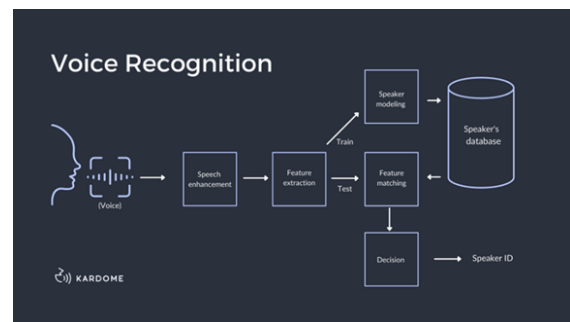 Voice Recognition
Speaker
modeling
Speaker's
database
Train
(Voice)
Speech
enhancement
Feature
extraction
Test
Feature
matching
Decision
Speaker ID
KARDOME